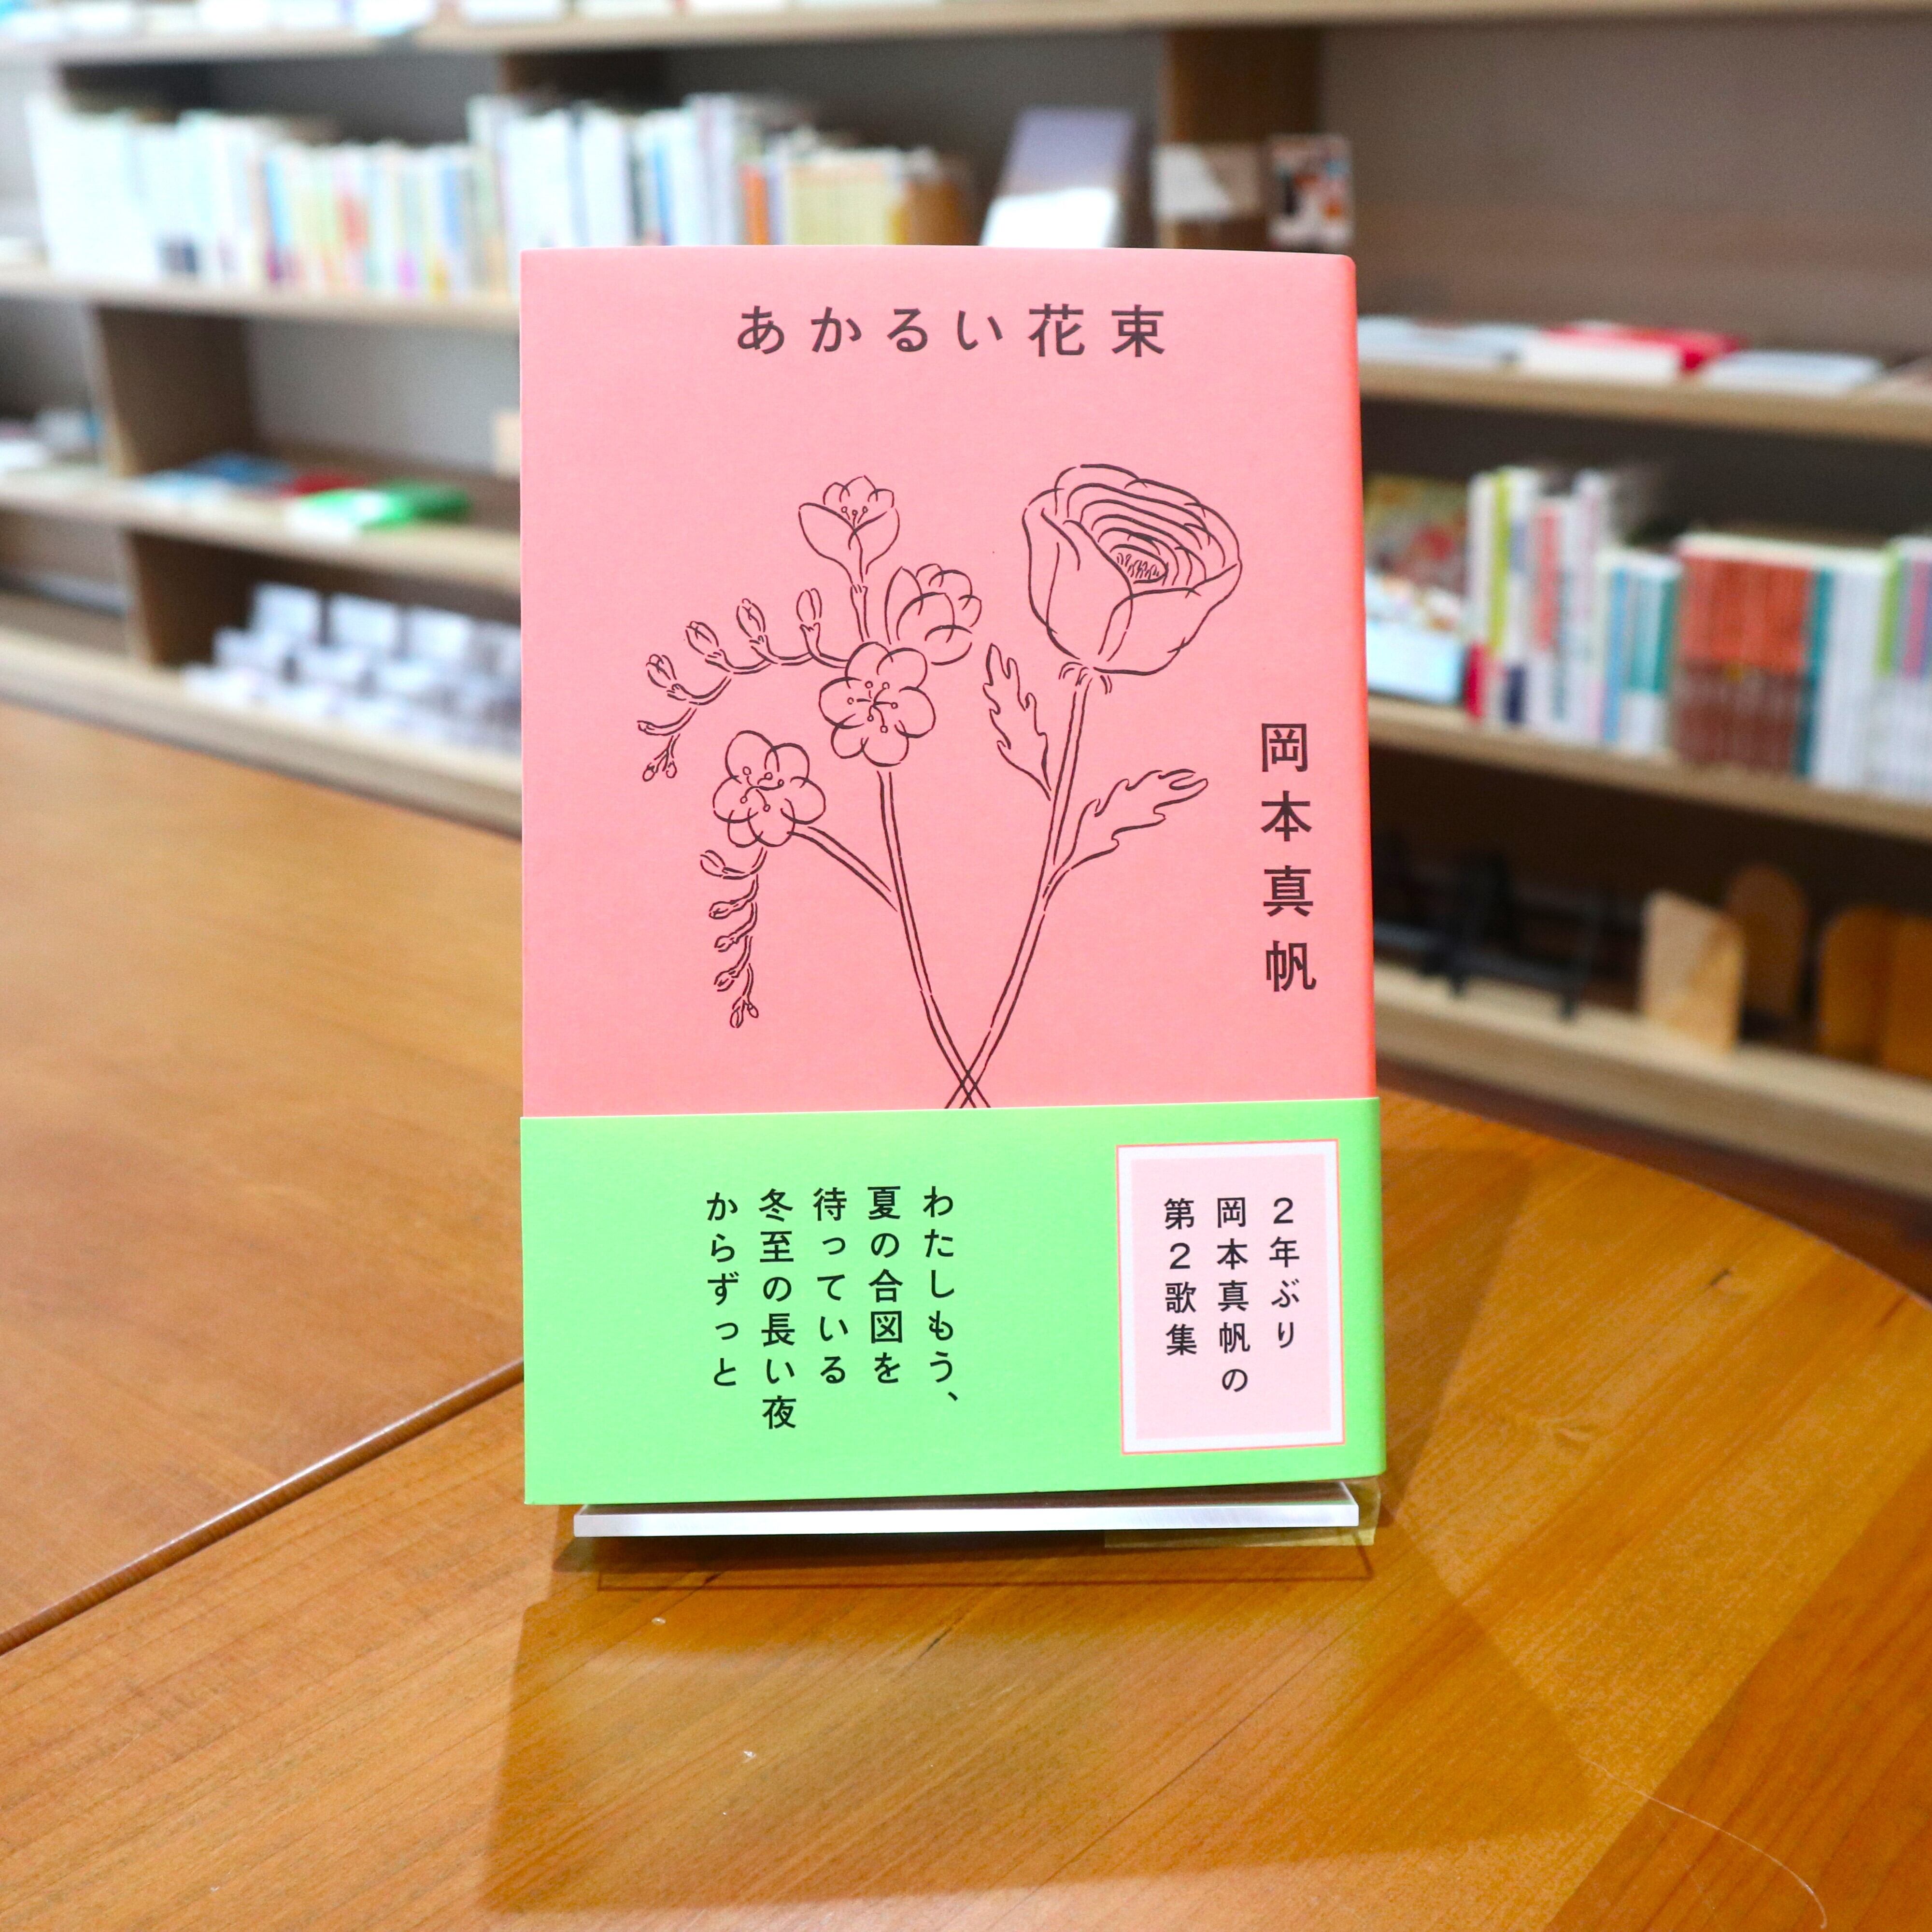 あかるい花束
岡本真帆
2年ぶり
岡本真帆の
第2歌集
わたしもう、
夏の合図を
待っている
冬至の長い夜
からずっと